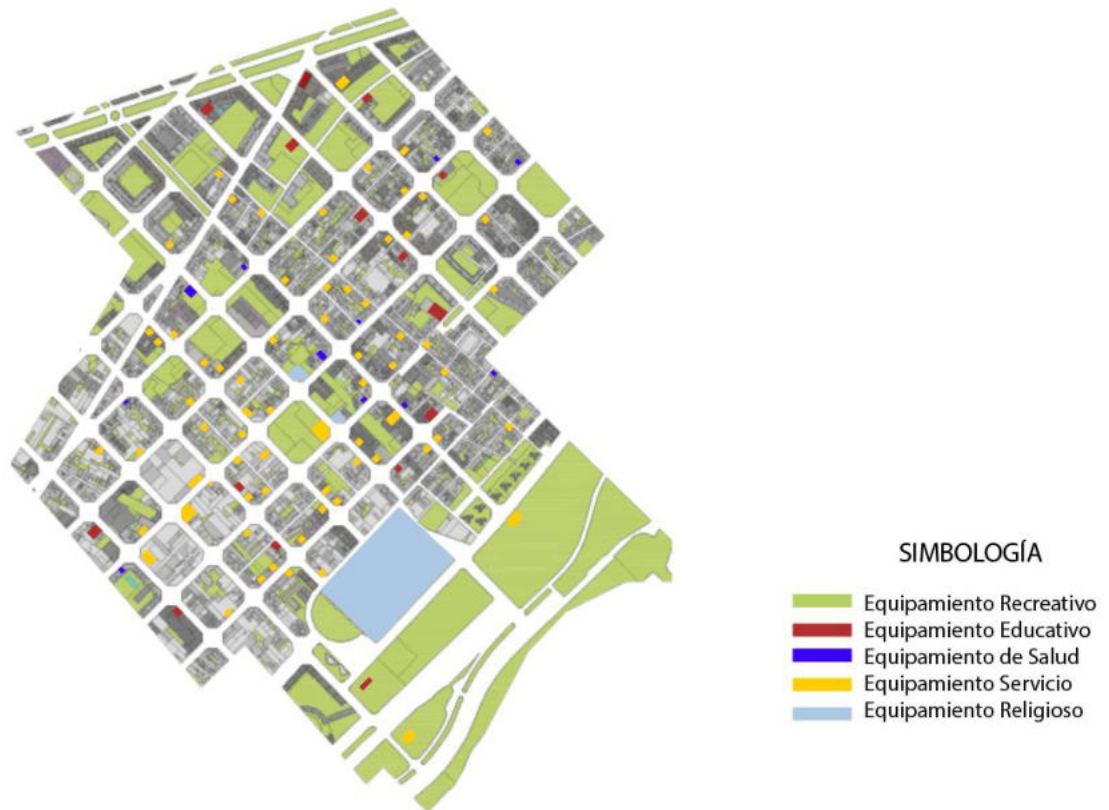 SIMBOLOGÍA
Equipamiento Recreativo
Equipamiento Educativo
Equipamiento de Salud
Equipamiento Servicio
Equipamiento Religioso